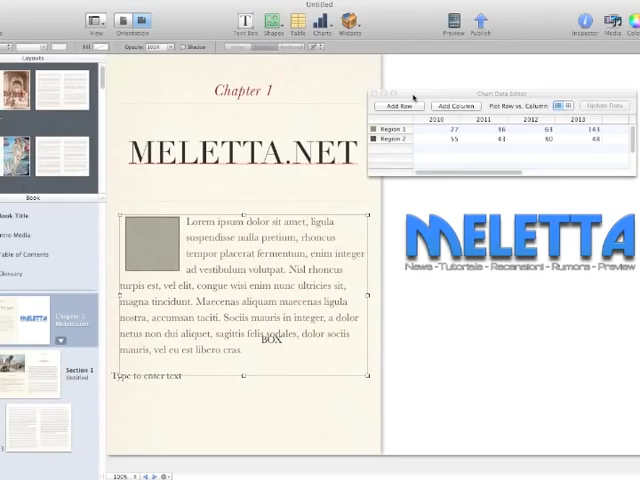 Untitled
View
Orientation
Text Box
Shapes
Table
Charts
Widgets
Preview
Publish
Inspector
Media
Fill:
Opacity: 100%
Shadow
Layouts
Book
Book Title
Intro Media
Table of Contents
Glossary
Chapter 1
Meletta.net
Section 1
Untitled
Chapter 1
MELETTA.NET
Lorem ipsum dolor sit amet, ligula
suspendisse nulla pretium, rhoncus
tempor placerat fermentum, enim integer
ad vestibulum volutpat. Nisl rhoncus
turpis est, vel elit, congue wisi enim nunc ultricies sit,
magna tincidunt. Maecenas aliquam maecenas ligula
nostra, accumsan taciti. Sociis mauris in integer, a dolor
netus non dui aliquet, sagittis felis sodales, dolor sociis
mauris, vel eu est libero cras.
BOX
Type to enter text
Chart Data Editor
Add Row
Add Column
Plot Row vs. Column:
Update Data
2010 2011 2012 2013
Region 1 27 36 63 143
Region 2 55 43 80 48
MELETTA
News - Tutorials - Recensioni - Rumors - Preview
100%